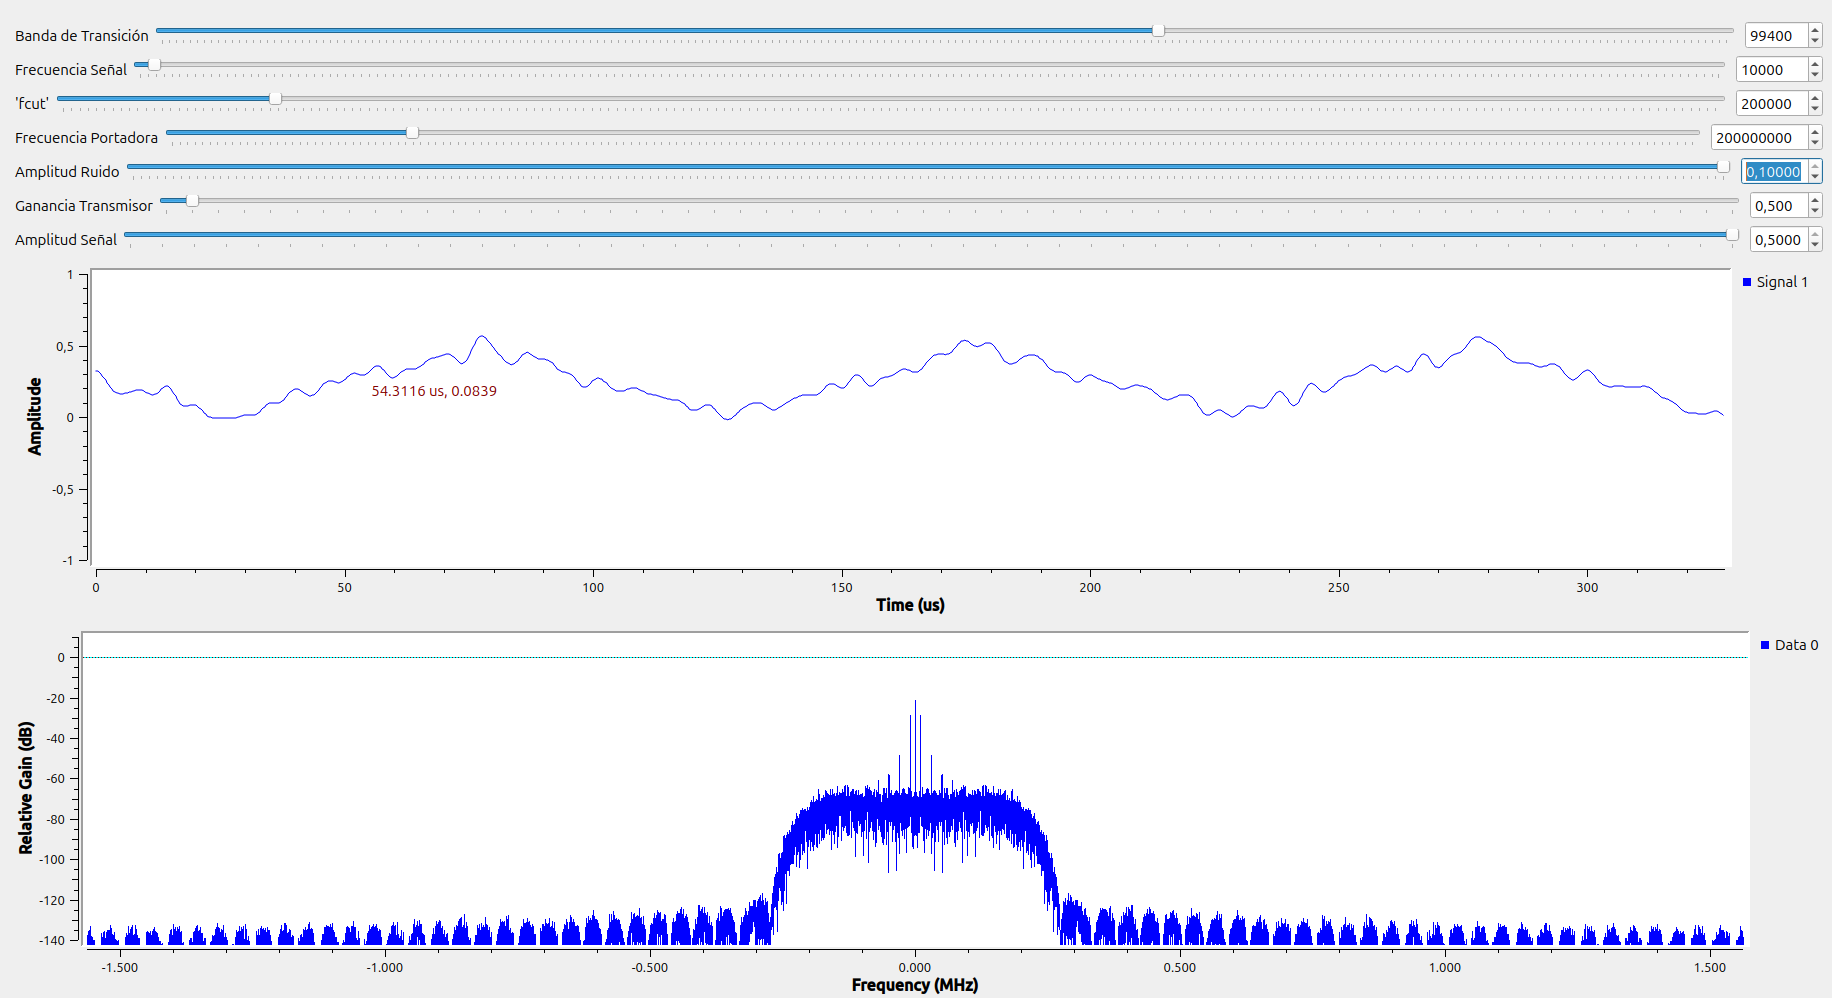 Banda de Transición 99400
Frecuencia Señal 10000
'fcut' 200000
Frecuencia Portadora 200000000
Amplitud Ruido 0,10000
Ganancia Transmisor 0,500
Amplitud Señal 0,5000
1
0,5
0
-0,5
-1
Amplitude
54.3116 us, 0.0839
Signal 1
0 50 100 150 200 250 300
Time (us)
0
-20
-40
-60
-80
-100
-120
-140
Relative Gain (dB)
Data 0
-1.500 -1.000 -0.500 0.000 0.500 1.000 1.500
Frequency (MHz)